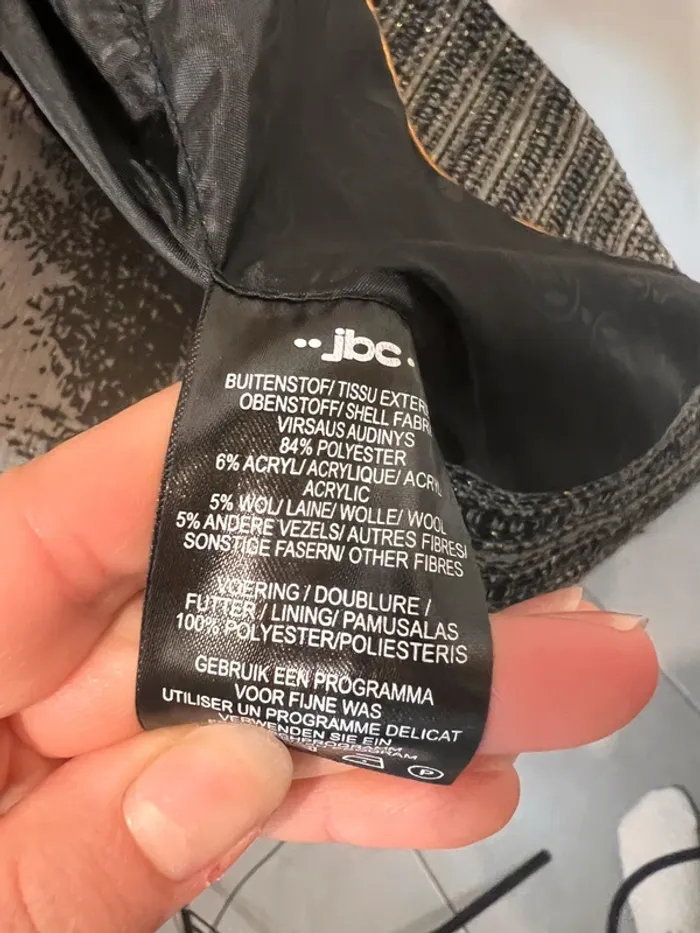 jbc
BUITENSTOF/ TISSU EXTER
OBENSTOFF/ SHELL FABR
VIRSAUS AUDINYS
84% POLYESTER
6% ACRYL/ ACRYLIQUE/ ACRYL
ACRYLIC
5% WOL/ LAINE/ WOLLE/ WOOL
5% ANDERE VEZELS/ AUTRES FIBRES/
SONSTIGE FASERN/ OTHER FIBRES
VOERING / DOUBLURE /
FUTTER / LINING/ PAMUSALAS
100% POLYESTER/POLIESTERIS
GEBRUIK EEN PROGRAMMA
VOOR FIJNE WAS
UTILISER UN PROGRAMME DELICAT
VERWENDEN SIE EIN
P